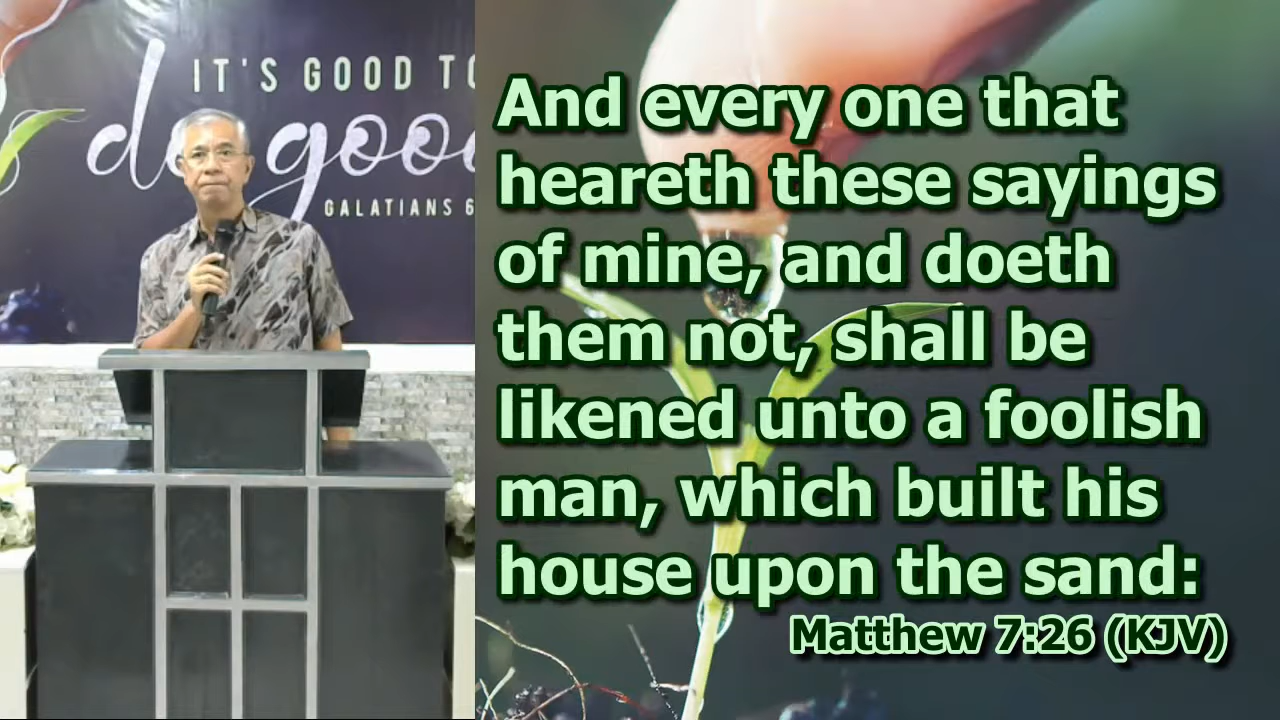 IT'S GOOD TO
do good
GALATIANS 6
And every one that
heareth these sayings
of mine, and doeth
them not, shall be
likened unto a foolish
man, which built his
house upon the sand:
Matthew 7:26 (KJV)